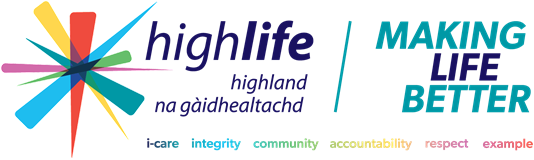 highlife
highland
na gàidhealtachd
MAKING
LIFE
BETTER
i-care integrity community accountability respect example